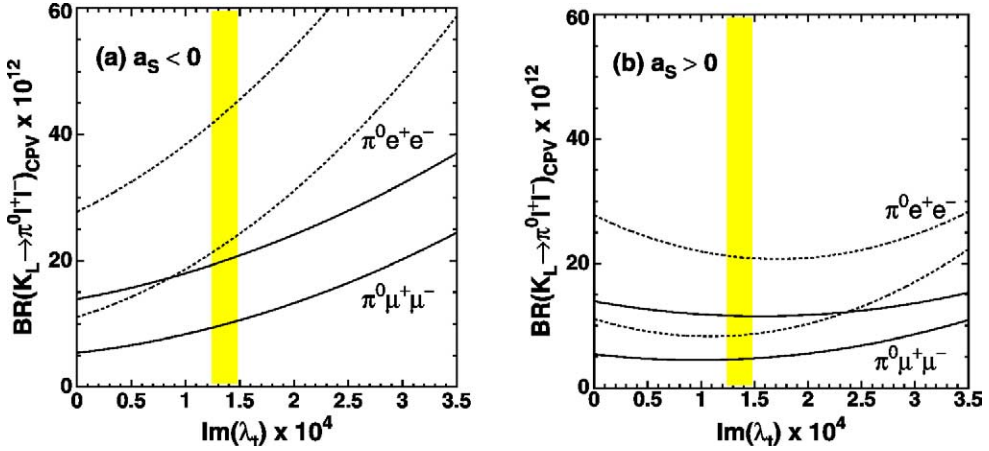 60
40
20
0
BR(K_L→π⁰l⁺l⁻)_CPV x 10¹²
(a) a_S < 0
π⁰e⁺e⁻
π⁰μ⁺μ⁻
0 0.5 1 1.5 2 2.5 3 3.5
Im(λ_t) x 10⁴
60
40
20
0
BR(K_L→π⁰l⁺l⁻)_CPV x 10¹²
(b) a_S > 0
π⁰e⁺e⁻
π⁰μ⁺μ⁻
0 0.5 1 1.5 2 2.5 3 3.5
Im(λ_t) x 10⁴